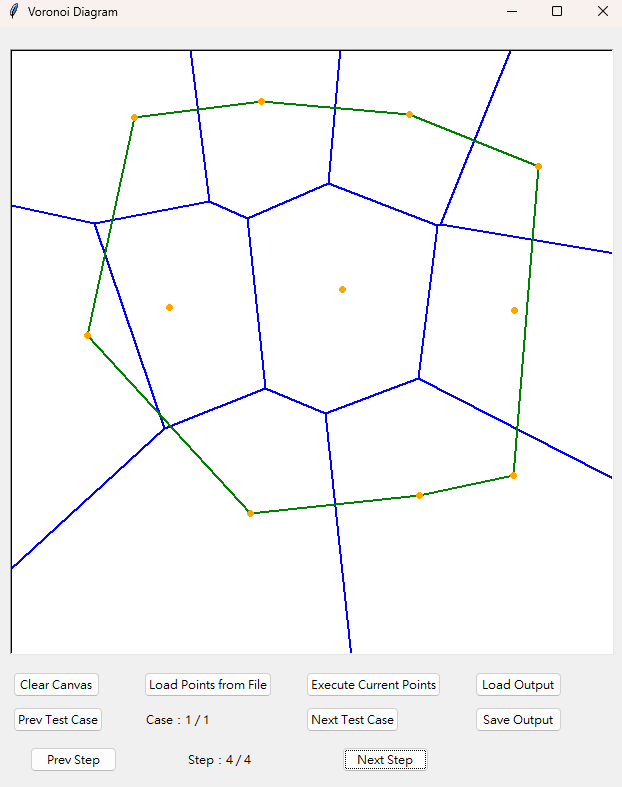 Voronoi Diagram
Clear Canvas Load Points from File Execute Current Points Load Output
Prev Test Case Case : 1 / 1 Next Test Case Save Output
Prev Step Step : 4 / 4 Next Step